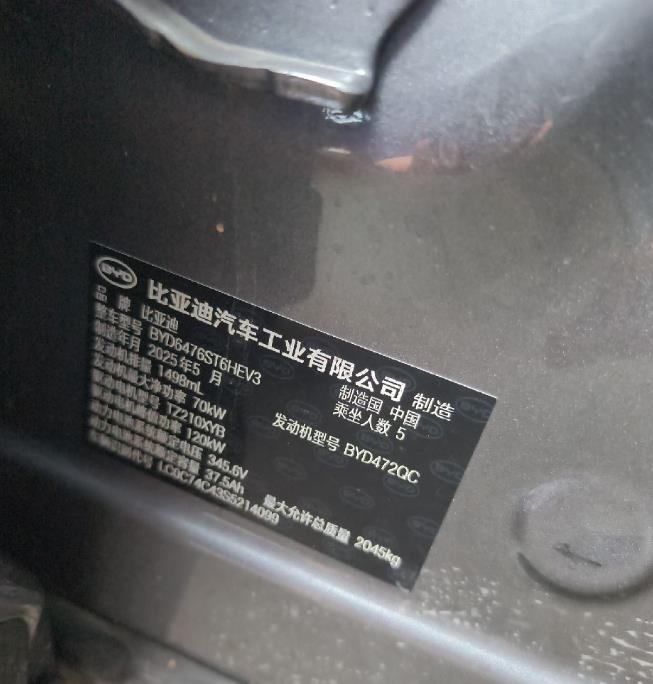 BYD
比亚迪汽车工业有限公司 制造
品 牌 比亚迪 制造国 中国
整车型号 BYD6476ST6HEV3 乘坐人数 5
制造年月 2025年5 月
发动机排量 1498mL 发动机型号 BYD472QC
发动机最大净功率 70kW
驱动电机型号 TZ210XYB
驱动电机峰值功率 120kW
动力电池系统额定电压 345.6V
动力电池系统额定容量 37.5Ah 最大允许总质量 2045kg
车辆识别代号 LC0C74C43S5214099